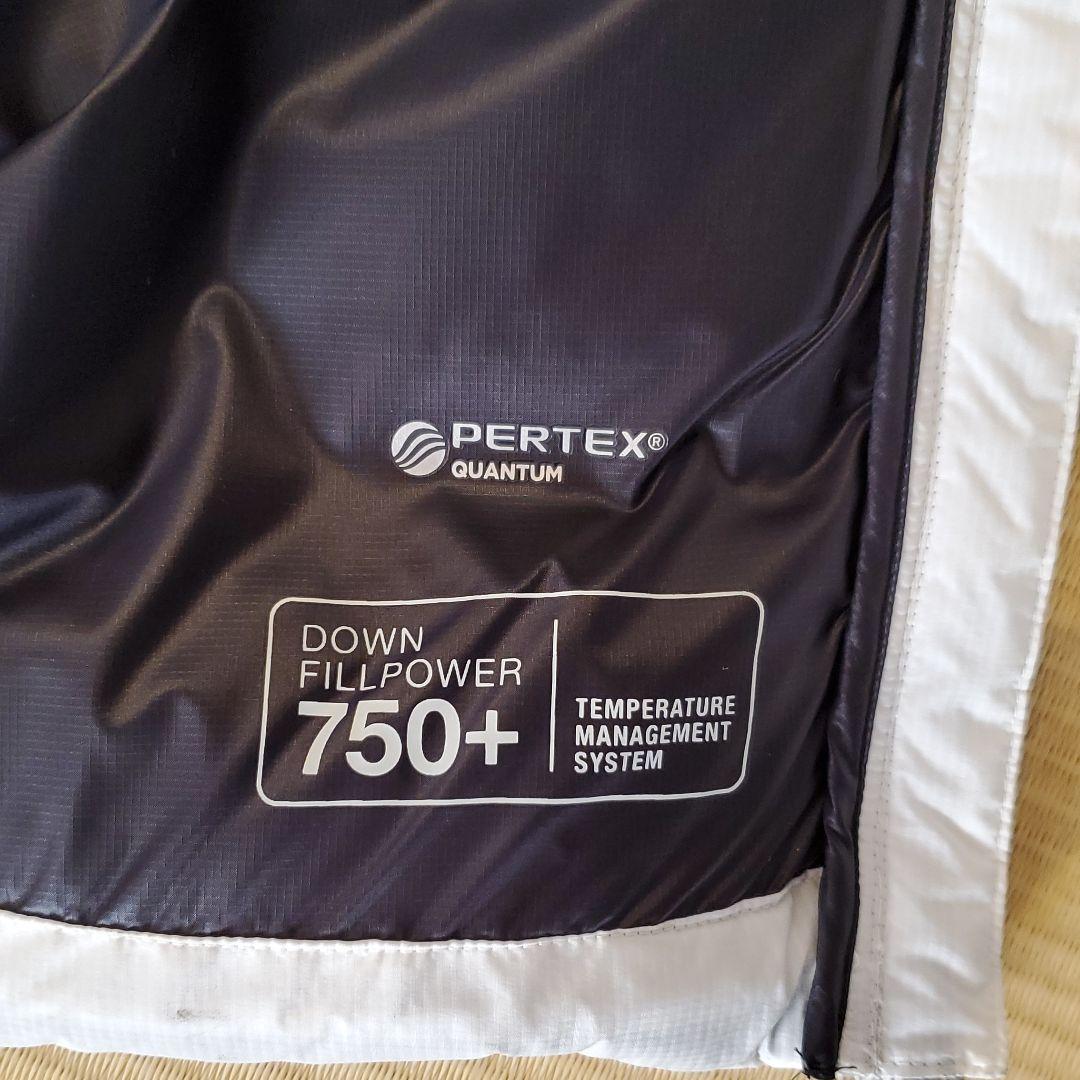 PERTEX®
QUANTUM
DOWN
FILLPOWER
750+
TEMPERATURE
MANAGEMENT
SYSTEM